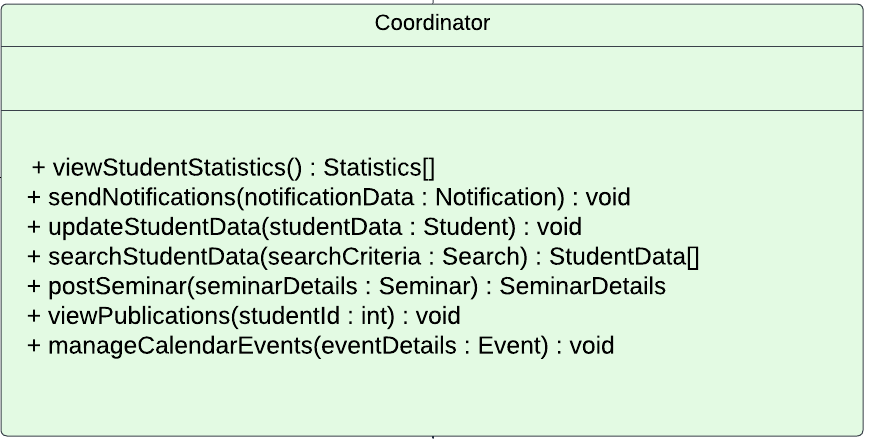 Coordinator
+ viewStudentStatistics() : Statistics[]
+ sendNotifications(notificationData : Notification) : void
+ updateStudentData(studentData : Student) : void
+ searchStudentData(searchCriteria : Search) : StudentData[]
+ postSeminar(seminarDetails : Seminar) : SeminarDetails
+ viewPublications(studentId : int) : void
+ manageCalendarEvents(eventDetails : Event) : void